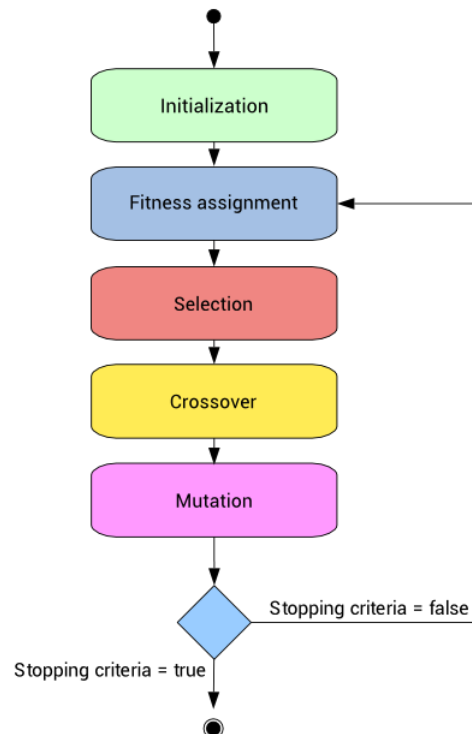 Initialization
Fitness assignment
Selection
Crossover
Mutation
Stopping criteria = false
Stopping criteria = true